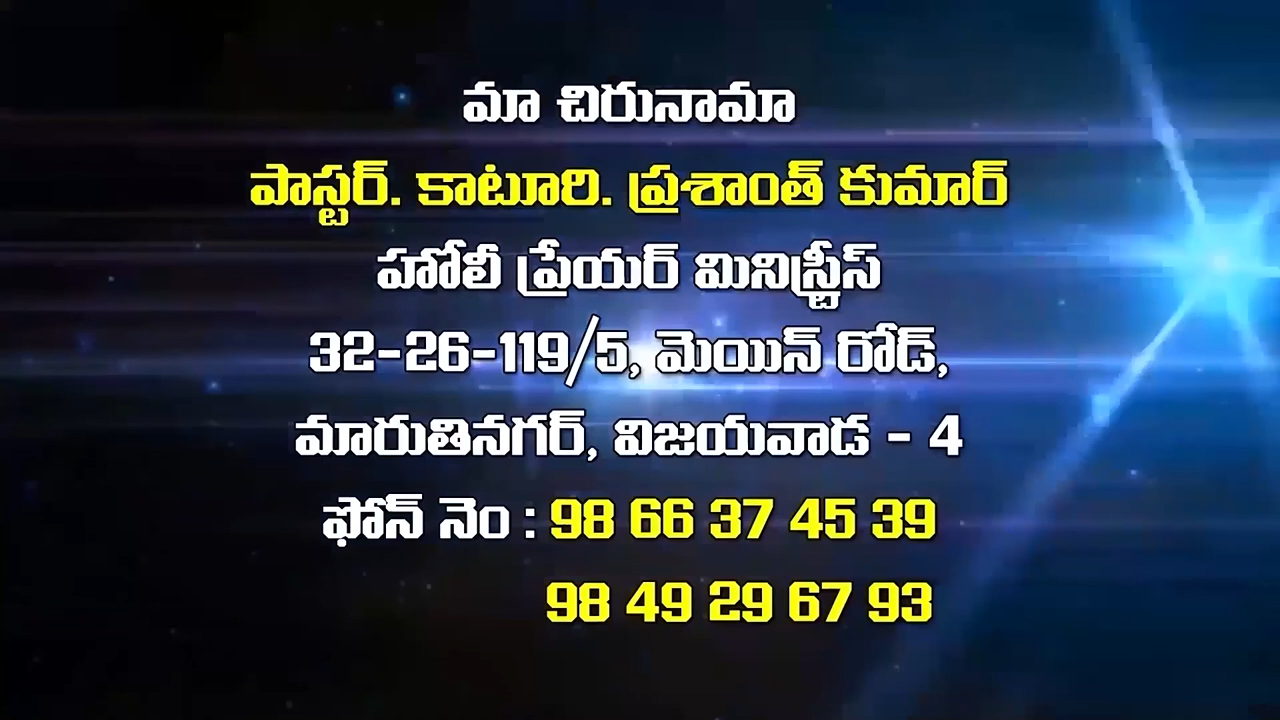 మా చిరునామా
పాస్టర్. కాటూరి. ప్రశాంత్ కుమార్
హోలీ ప్రేయర్ మినిస్ట్రీస్
32-26-119/5, మెయిన్ రోడ్,
మారుతినగర్, విజయవాడ - 4
ఫోన్ నెం : 98 66 37 45 39
98 49 29 67 93